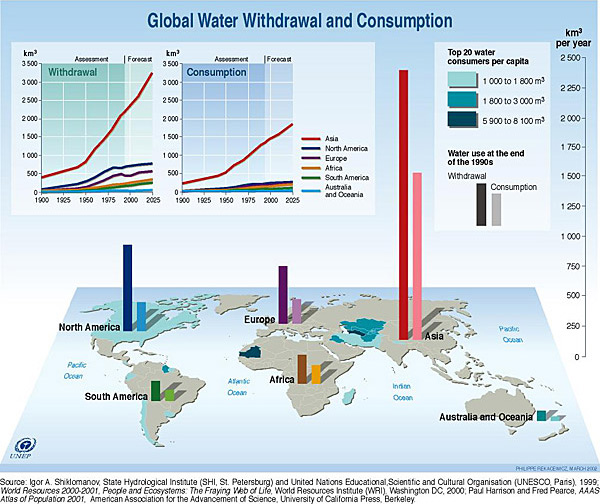 Global Water Withdrawal and Consumption
km³
per year
km³
Assessment
Forecast
3 500
3 000
2 500
2 000
1 500
1 000
500
0
1900
1925
1950
1975
2000
2025
Withdrawal
km³
Assessment
Forecast
3 500
3 000
2 500
2 000
1 500
1 000
500
0
1900
1925
1950
1975
2000
2025
Consumption
Asia
North America
Europe
Africa
South America
Australia
and Oceania
Top 20 water
consumers per capita
1 000 to 1 800 m³
1 800 to 3 000 m³
5 900 to 8 100 m³
Water use at the end
of the 1990s
Withdrawal
Consumption
2 500
2 000
1 750
1 500
1 250
1 000
750
500
250
0
North America
Europe
Asia
Pacific
Ocean
Pacific
Ocean
Atlantic
Ocean
Africa
Indian
Ocean
South America
Australia and Oceania
UNEP
PHILIPPE REKACEWICZ, MARCH 2002
Source: Igor A. Shiklomanov, State Hydrological Institute (SHI, St. Petersburg) and United Nations Educational,Scientific and Cultural Organisation (UNESCO, Paris), 1999;
World Resources 2000-2001, People and Ecosystems: The Fraying Web of Life, World Resources Institute (WRI), Washington DC, 2000; Paul Harrison and Fred Pearce, AAAS
Atlas of Population 2001, American Association for the Advancement of Science, University of California Press, Berkeley.